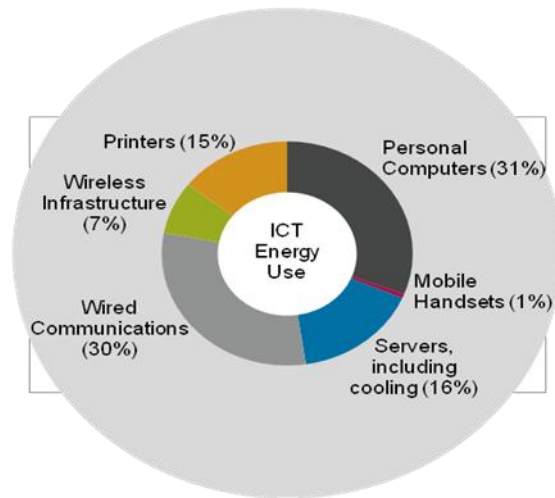 Printers (15%)
Personal
Computers (31%)
Wireless
Infrastructure
(7%)
ICT
Energy
Use
Mobile
Handsets (1%)
Wired
Communications
(30%)
Servers,
including
cooling (16%)